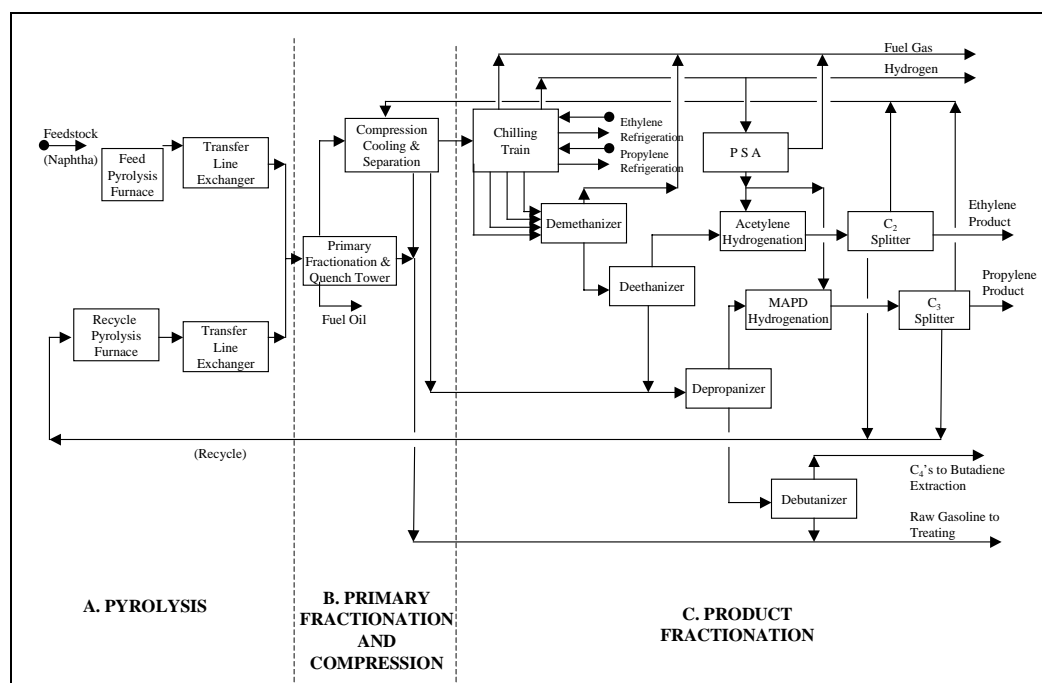 Fuel Gas
Hydrogen
Feedstock
(Naphtha)
Feed
Pyrolysis
Furnace
Transfer
Line
Exchanger
Compression
Cooling &
Separation
Chilling
Train
Ethylene
Refrigeration
Propylene
Refrigeration
P S A
Primary
Fractionation &
Quench Tower
Fuel Oil
Demethanizer
Deethanizer
Acetylene
Hydrogenation
C2
Splitter
Ethylene
Product
MAPD
Hydrogenation
C3
Splitter
Propylene
Product
Recycle
Pyrolysis
Furnace
Transfer
Line
Exchanger
Depropanizer
(Recycle)
Debutanizer
C4's to Butadiene
Extraction
Raw Gasoline to
Treating
A. PYROLYSIS
B. PRIMARY
FRACTIONATION
AND
COMPRESSION
C. PRODUCT
FRACTIONATION